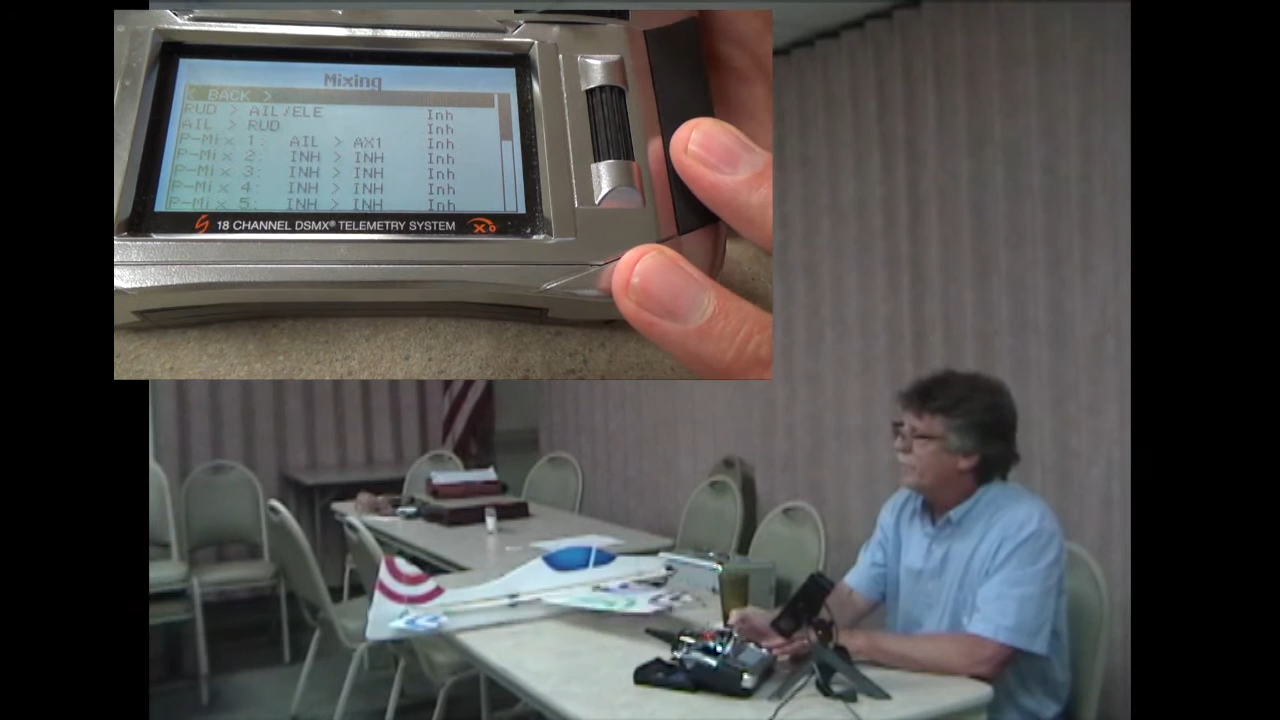 Mixing
< BACK >
RUD > AIL/ELE Inh
AIL > RUD Inh
P-Mix 1: AIL > AX1 Inh
P-Mix 2: INH > INH Inh
P-Mix 3: INH > INH Inh
P-Mix 4: INH > INH Inh
P-Mix 5: INH > INH Inh
18 CHANNEL DSMX® TELEMETRY SYSTEM